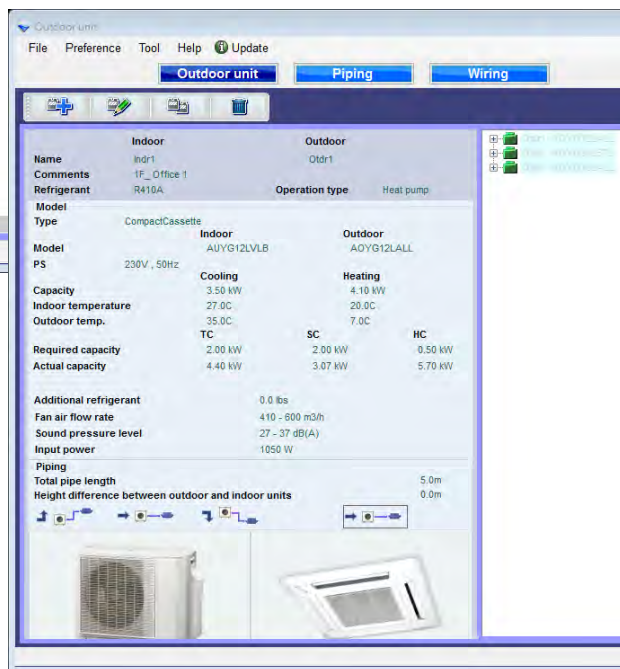 Outdoor unit
File Preference Tool Help Update
Outdoor unit Piping Wiring
Indoor Outdoor
Name Indr1 Otdr1
Comments 1F_ Office 1
Refrigerant R410A Operation type Heat pump
Model
Type CompactCassette
Indoor Outdoor
Model AUYG12LVLB AOYG12LALL
PS 230V , 50Hz
Cooling Heating
Capacity 3.50 kW 4.10 kW
Indoor temperature 27.0C 20.0C
Outdoor temp. 35.0C 7.0C
TC SC HC
Required capacity 2.00 kW 2.00 kW 0.50 kW
Actual capacity 4.40 kW 3.07 kW 5.70 kW
Additional refrigerant 0.0 lbs
Fan air flow rate 410 - 600 m3/h
Sound pressure level 27 - 37 dB(A)
Input power 1050 W
Piping
Total pipe length 5.0m
Height difference between outdoor and indoor units 0.0m